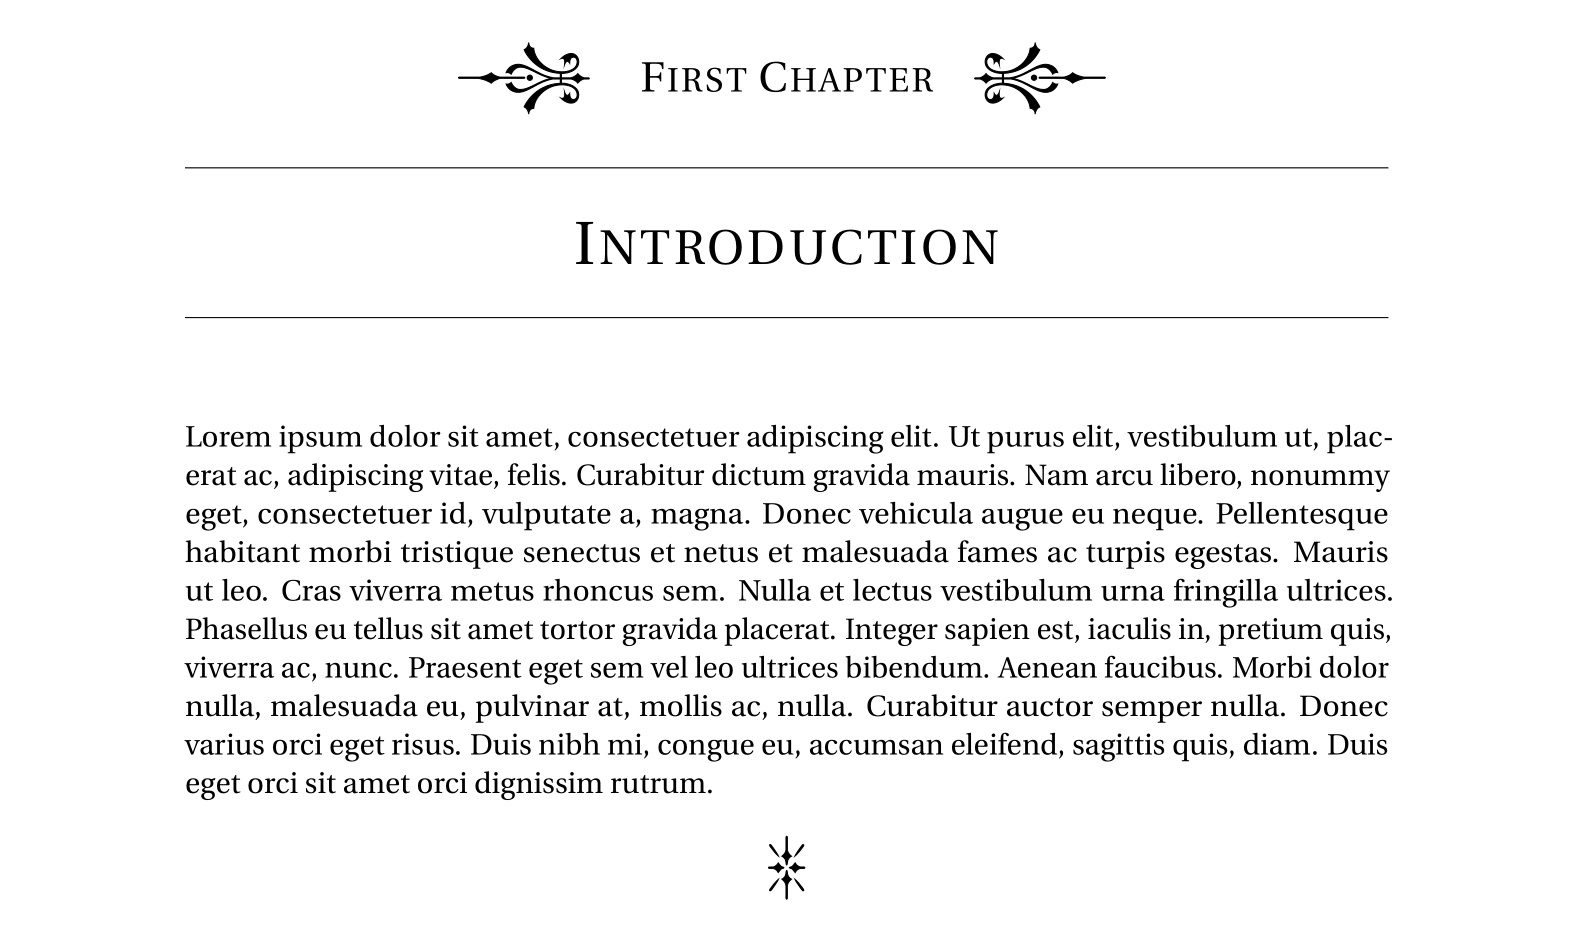 First Chapter
Introduction
Lorem ipsum dolor sit amet, consectetuer adipiscing elit. Ut purus elit, vestibulum ut, plac-
erat ac, adipiscing vitae, felis. Curabitur dictum gravida mauris. Nam arcu libero, nonummy
eget, consectetuer id, vulputate a, magna. Donec vehicula augue eu neque. Pellentesque
habitant morbi tristique senectus et netus et malesuada fames ac turpis egestas. Mauris
ut leo. Cras viverra metus rhoncus sem. Nulla et lectus vestibulum urna fringilla ultrices.
Phasellus eu tellus sit amet tortor gravida placerat. Integer sapien est, iaculis in, pretium quis,
viverra ac, nunc. Praesent eget sem vel leo ultrices bibendum. Aenean faucibus. Morbi dolor
nulla, malesuada eu, pulvinar at, mollis ac, nulla. Curabitur auctor semper nulla. Donec
varius orci eget risus. Duis nibh mi, congue eu, accumsan eleifend, sagittis quis, diam. Duis
eget orci sit amet orci dignissim rutrum.